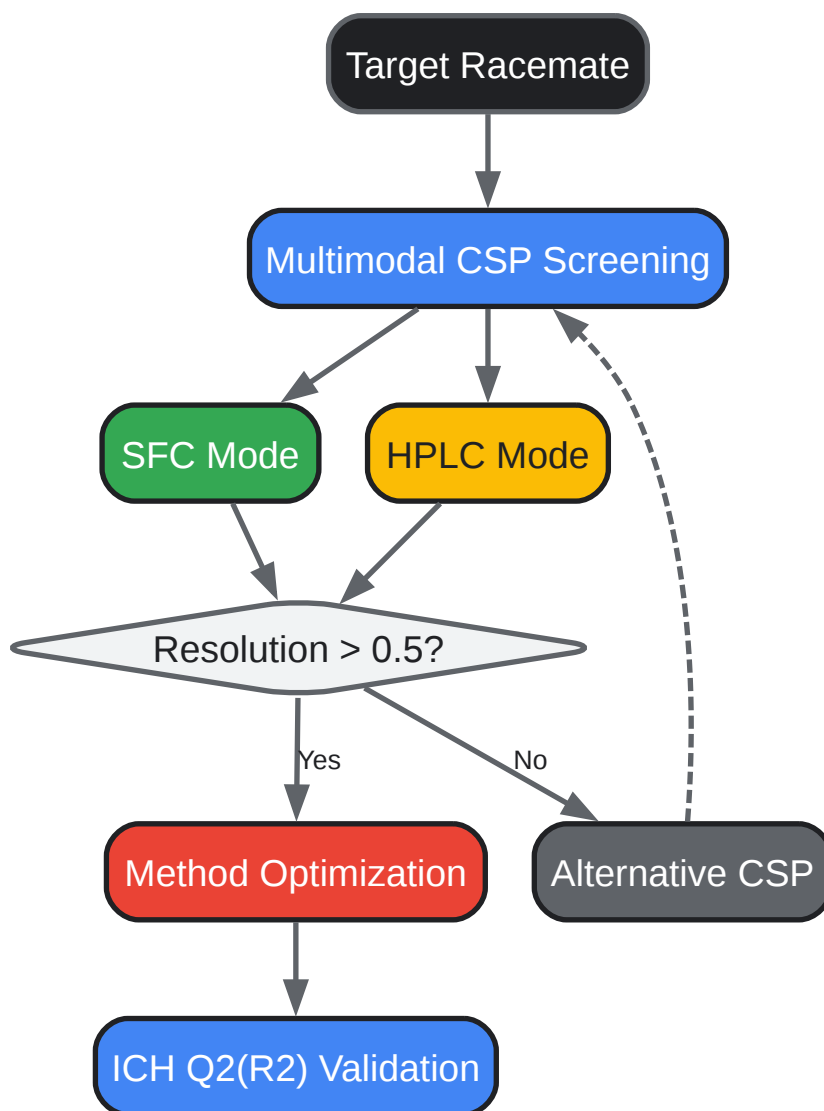 Target Racemate
Multimodal CSP Screening
SFC Mode
HPLC Mode
Resolution > 0.5?
Yes
No
Method Optimization
Alternative CSP
ICH Q2(R2) Validation